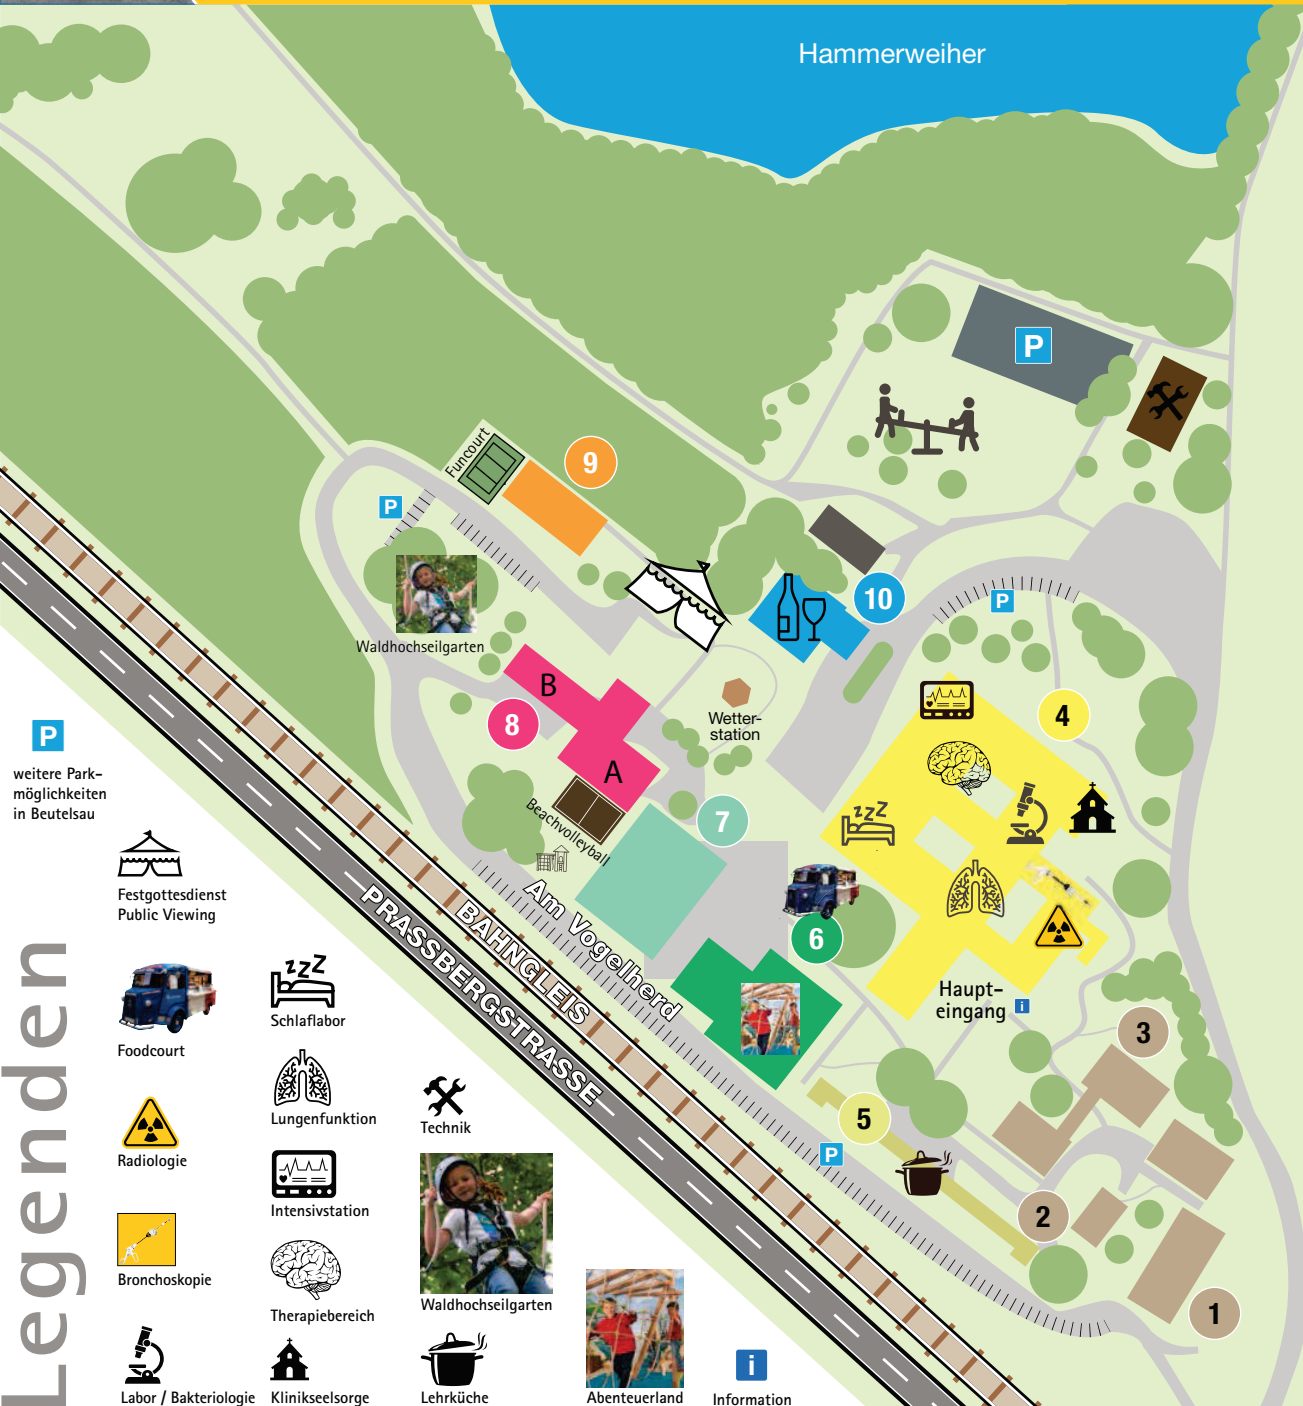 Hammerweiher
P
Funcourt
9
P
Waldhochseilgarten
10
P
B
8
A
Wetter-
station
4
zzZ
Beachvolleyball
7
6
Am Vogelherd
BAHNGLEIS
PRASSBERGSTRASSE
Haupt-
eingang i
3
5
P
2
1
P
weitere Park-
möglichkeiten
in Beutelsau
Legenden
Festgottesdienst
Public Viewing
Foodcourt
Radiologie
Bronchoskopie
Labor / Bakteriologie
zzZ
Schlaflabor
Lungenfunktion
Intensivstation
Therapiebereich
Klinikseelsorge
Technik
Waldhochseilgarten
Lehrküche
Abenteuerland
i
Information